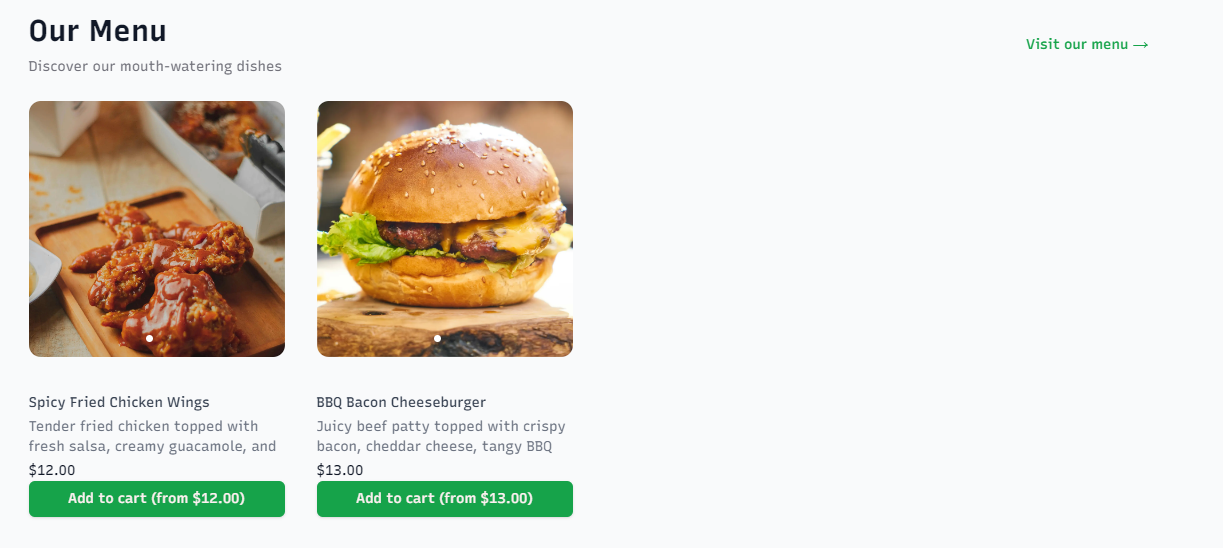 Our Menu
Visit our menu →
Discover our mouth-watering dishes
Spicy Fried Chicken Wings
Tender fried chicken topped with
fresh salsa, creamy guacamole, and
$12.00
Add to cart (from $12.00)
BBQ Bacon Cheeseburger
Juicy beef patty topped with crispy
bacon, cheddar cheese, tangy BBQ
$13.00
Add to cart (from $13.00)